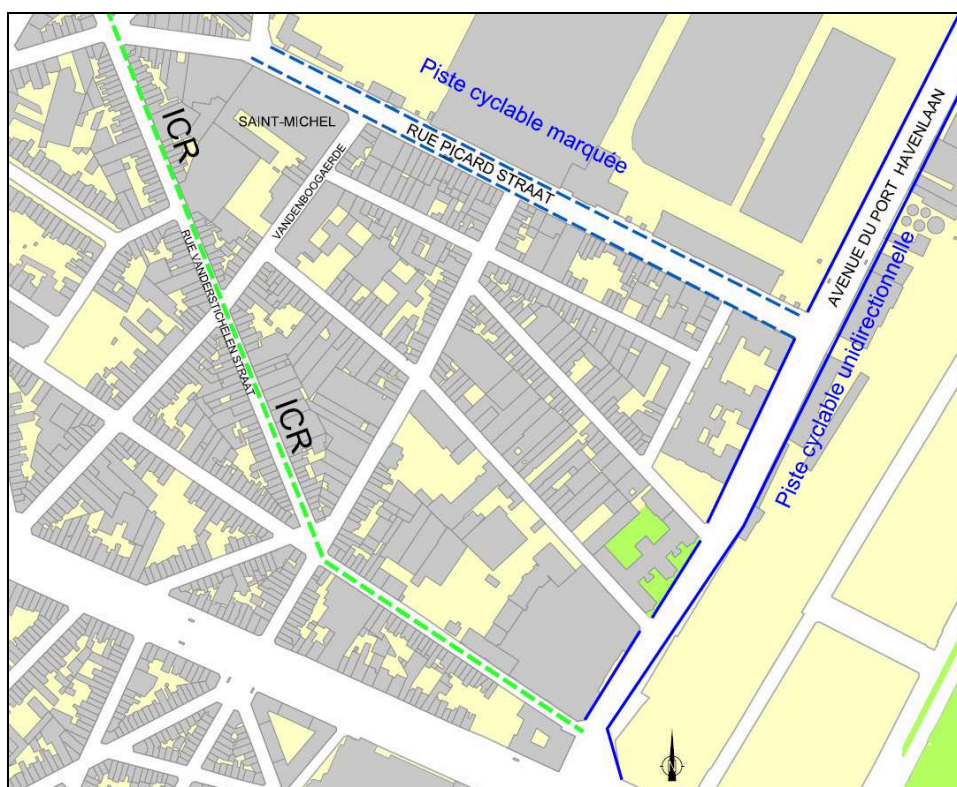 ICR
SAINT-MICHEL
VANDENBOOGAERDE
Piste cyclable marquée
RUE PICARD STRAAT
AVENUE DU PORT HAVENLAAN
RUE VANDERSTICHELEN STRAAT
Piste cyclable unidirectionnelle
ICR
N